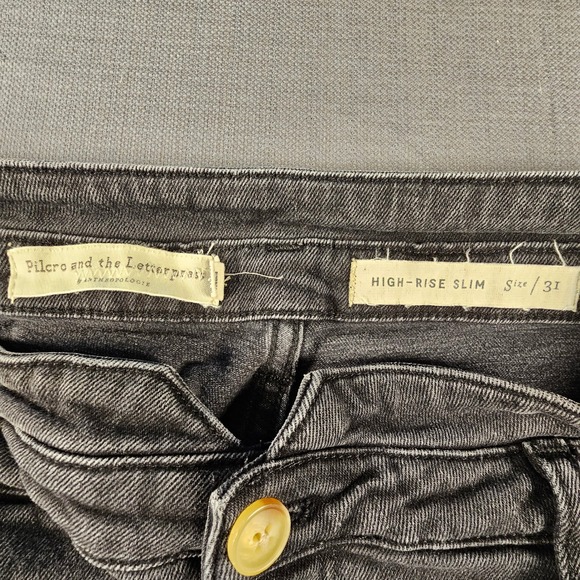 Pilcro and the Letterpress
ANTHROPOLOGIE
HIGH-RISE SLIM Size / 31